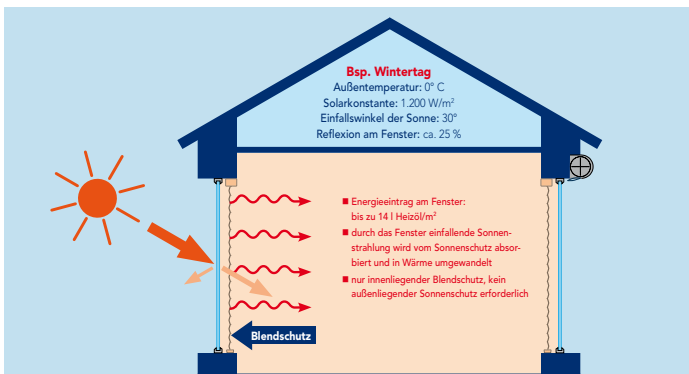 Bsp. Wintertag
Außentemperatur: 0° C
Solarkonstante: 1.200 W/m²
Einfallswinkel der Sonne: 30°
Reflexion am Fenster: ca. 25 %
■ Energieeintrag am Fenster:
bis zu 14 l Heizöl/m²
■ durch das Fenster einfallende Sonnen-
strahlung wird vom Sonnenschutz absor-
biert und in Wärme umgewandelt
■ nur innenliegender Blendschutz, kein
außenliegender Sonnenschutz erforderlich
Blendschutz